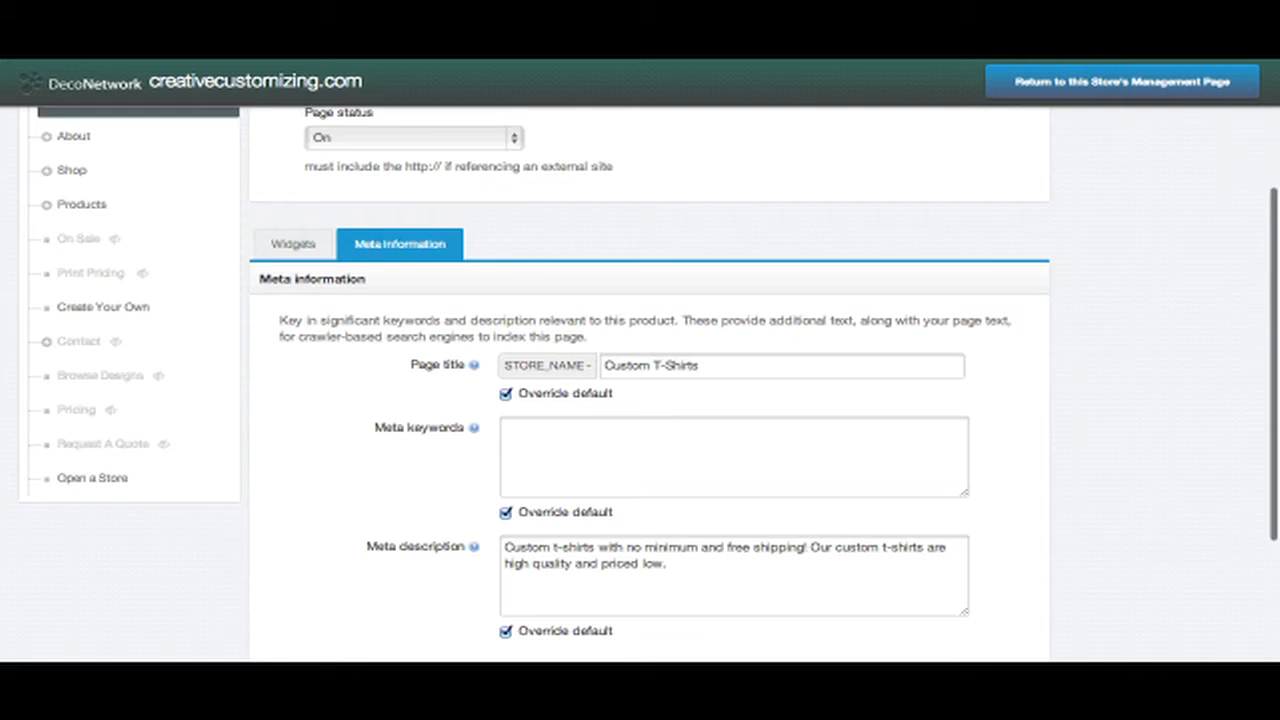 DecoNetwork creativecustomizing.com
Return to this Store's Management Page
About
Shop
Products
On Sale
Print Pricing
Create Your Own
Contact
Browse Designs
Pricing
Request A Quote
Open a Store
Page status
On
must include the http:// if referencing an external site
Widgets
Meta information
Meta information
Key in significant keywords and description relevant to this product. These provide additional text, along with your page text,
for crawler-based search engines to index this page.
Page title
STORE_NAME - Custom T-Shirts
Override default
Meta keywords
Override default
Meta description
Custom t-shirts with no minimum and free shipping! Our custom t-shirts are
high quality and priced low.
Override default